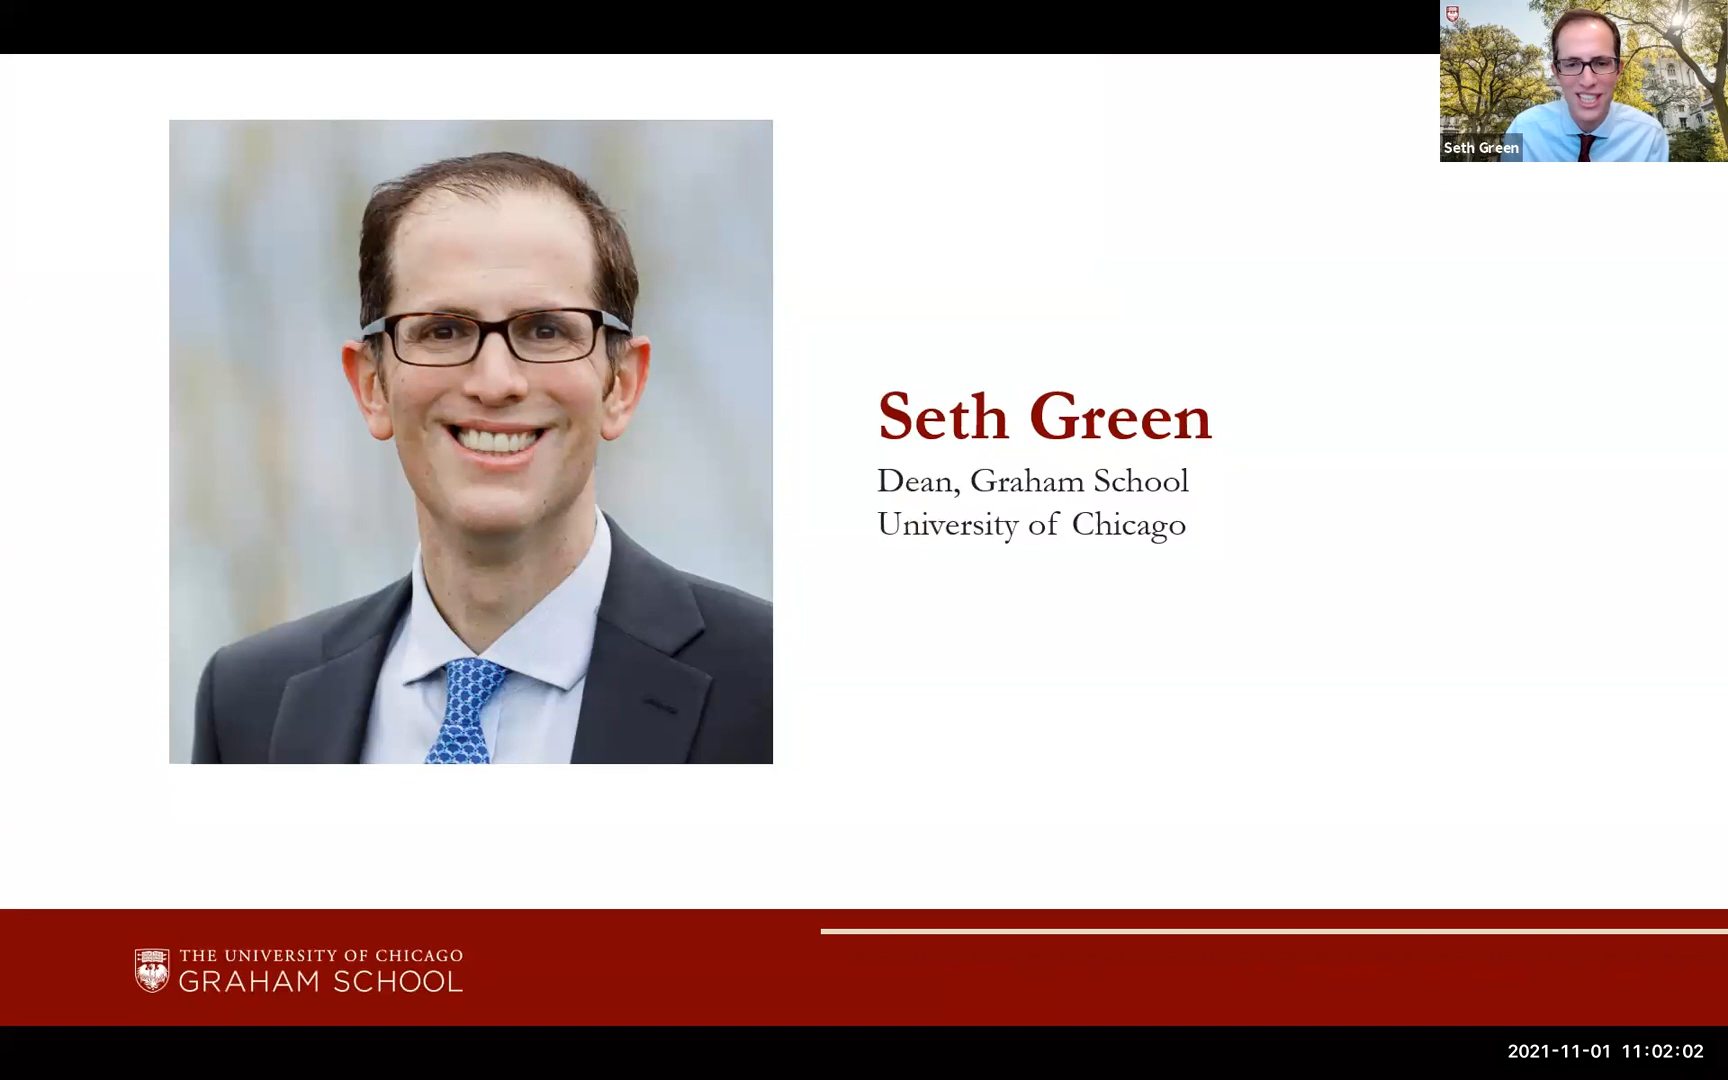 Seth Green
Seth Green
Dean, Graham School
University of Chicago
THE UNIVERSITY OF CHICAGO
GRAHAM SCHOOL
2021-11-01 11:02:02